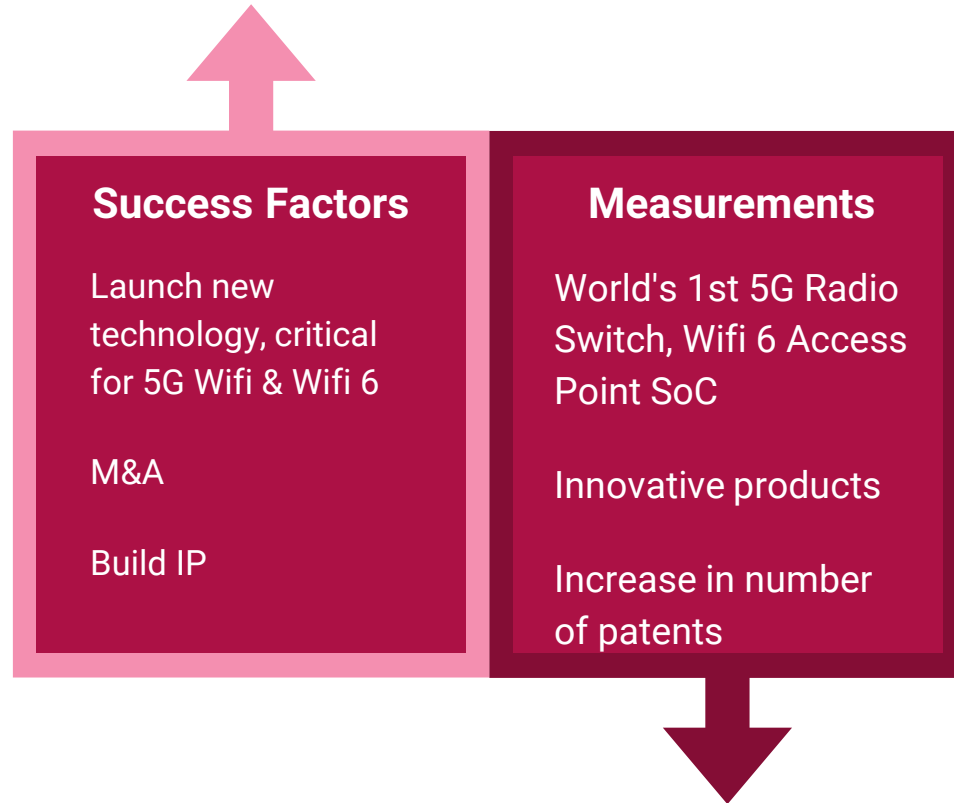 Success Factors
Launch new
technology, critical
for 5G Wifi & Wifi 6
M&A
Build IP
Measurements
World's 1st 5G Radio
Switch, Wifi 6 Access
Point SoC
Innovative products
Increase in number
of patents